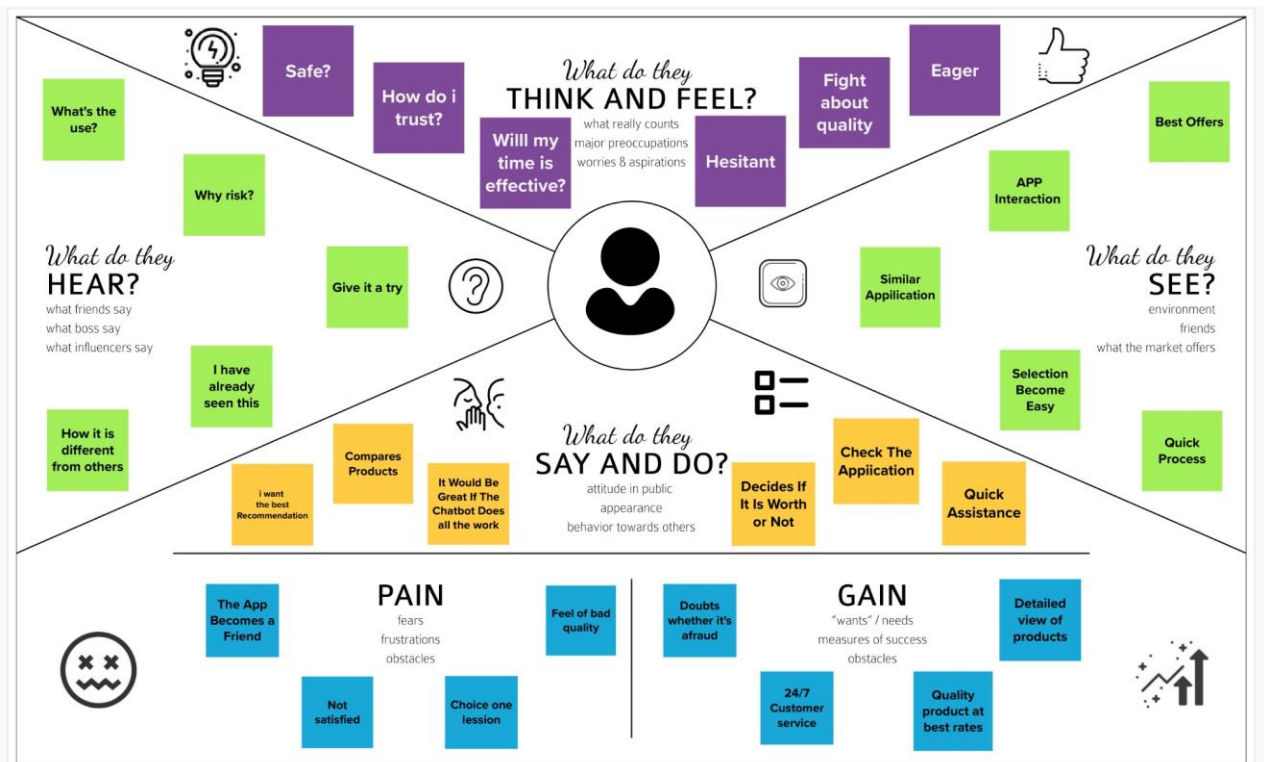 What do they
THINK AND FEEL?
what really counts
major preoccupations
worries & aspirations
Safe?
How do i
trust?
Willl my
time is
effective?
Hesitant
Fight
about
quality
Eager
What do they
HEAR?
what friends say
what boss say
what influencers say
What's the
use?
Why risk?
Give it a try
I have
already
seen this
How it is
different
from others
What do they
SEE?
environment
friends
what the market offers
Best Offers
APP
Interaction
Similar
Appilication
Selection
Become
Easy
Quick
Process
What do they
SAY AND DO?
attitude in public
appearance
behavior towards others
i want
the best
Recommendation
Compares
Products
It Would Be
Great If The
Chatbot Does
all the work
Decides If
It Is Worth
or Not
Check The
Appiication
Quick
Assistance
PAIN
fears
frustrations
obstacles
The App
Becomes a
Friend
Not
satisfied
Choice one
lession
Feel of bad
quality
GAIN
"wants" / needs
measures of success
obstacles
Doubts
whether it's
afraud
24/7
Customer
service
Quality
product at
best rates
Detailed
view of
products